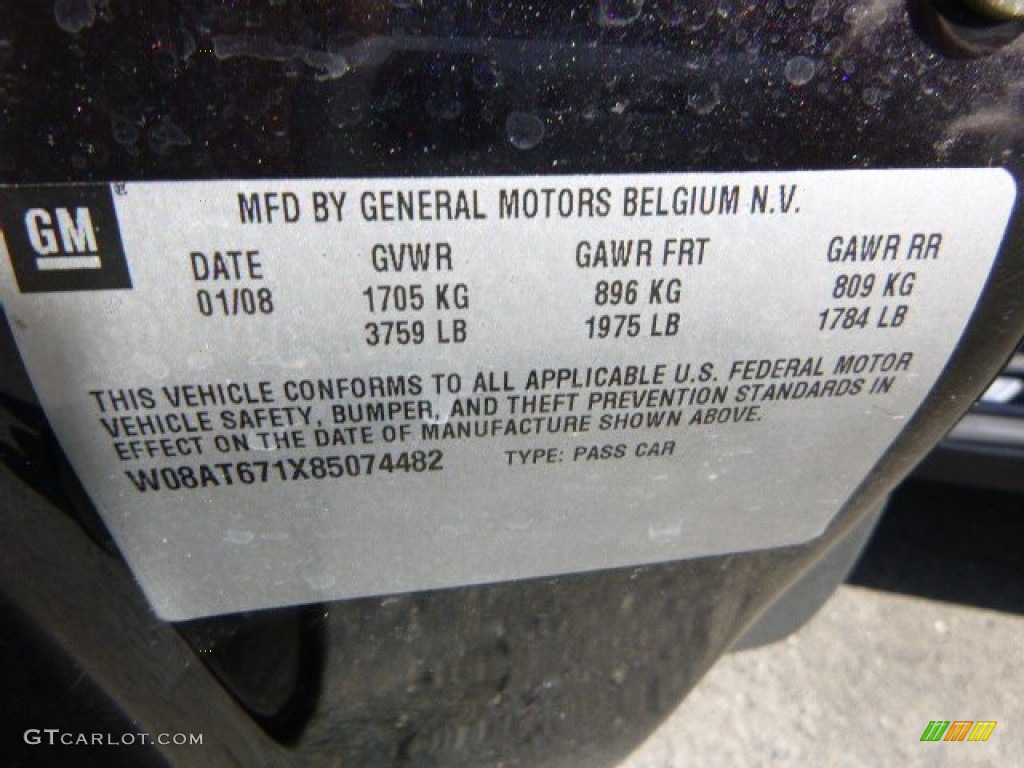 GM
MFD BY GENERAL MOTORS BELGIUM N.V.
DATE GVWR GAWR FRT GAWR RR
01/08 1705 KG 896 KG 809 KG
3759 LB 1975 LB 1784 LB
THIS VEHICLE CONFORMS TO ALL APPLICABLE U.S. FEDERAL MOTOR
VEHICLE SAFETY, BUMPER, AND THEFT PREVENTION STANDARDS IN
EFFECT ON THE DATE OF MANUFACTURE SHOWN ABOVE.
W08AT671X85074482 TYPE: PASS CAR
GTCARLOT.COM